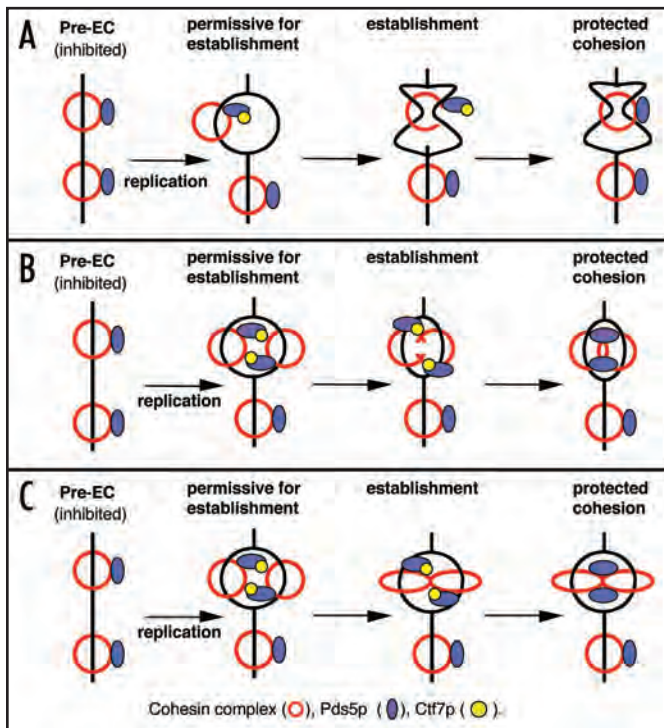 A
Pre-EC
(inhibited)
permissive for
establishment
establishment
protected
cohesion
replication
B
Pre-EC
(inhibited)
permissive for
establishment
establishment
protected
cohesion
replication
C
Pre-EC
(inhibited)
permissive for
establishment
establishment
protected
cohesion
replication
Cohesin complex ( ), Pds5p ( ), Ctf7p ( ).